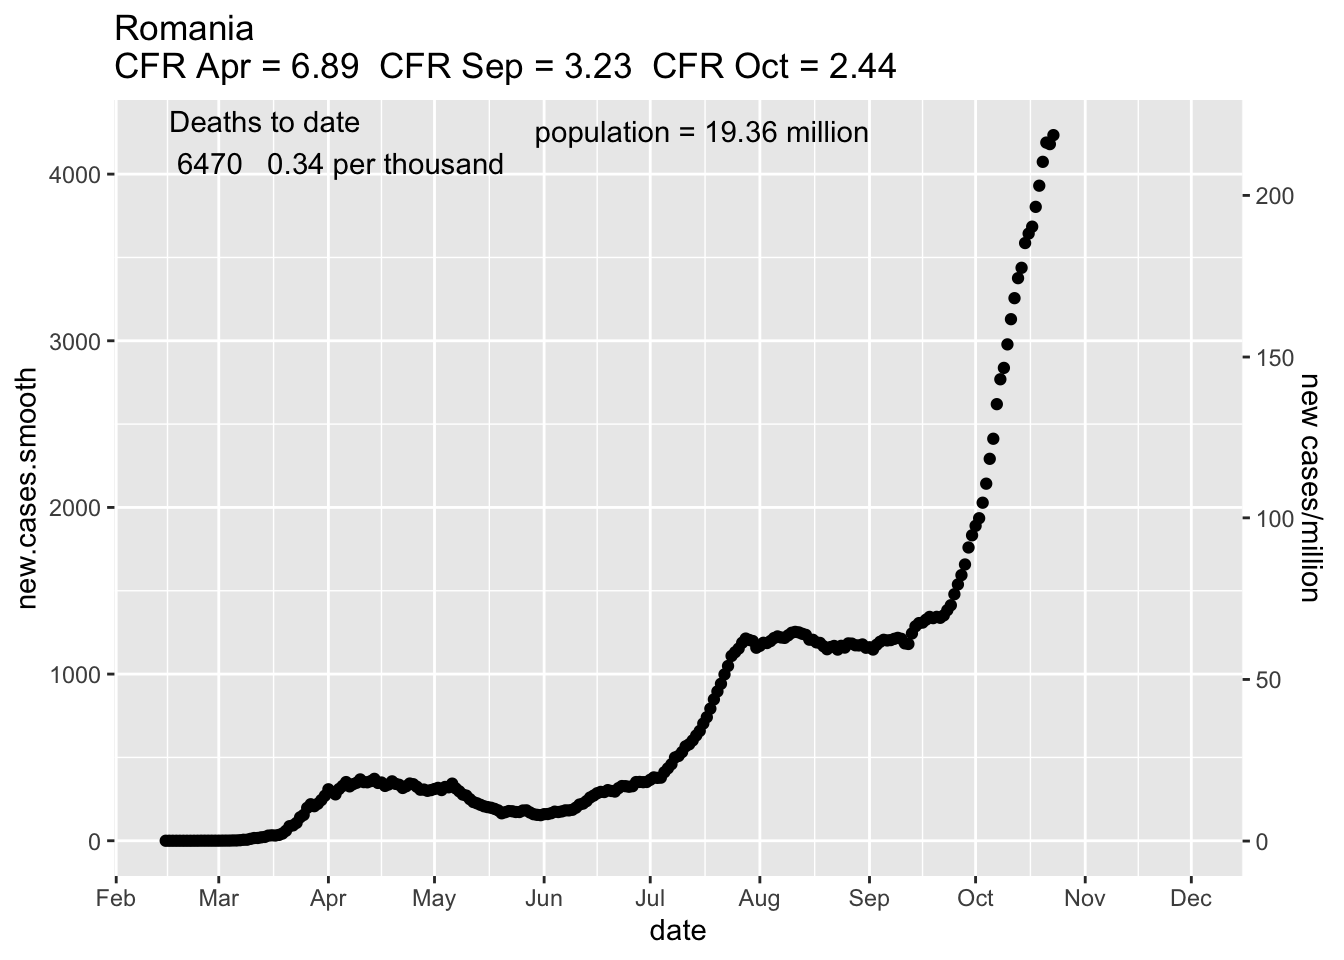 Romania
CFR Apr = 6.89  CFR Sep = 3.23  CFR Oct = 2.44
Deaths to date
6470   0.34 per thousand
population = 19.36 million
new.cases.smooth
4000
3000
2000
1000
0
200
150
100
50
0
new cases/million
Feb Mar Apr May Jun Jul Aug Sep Oct Nov Dec
date